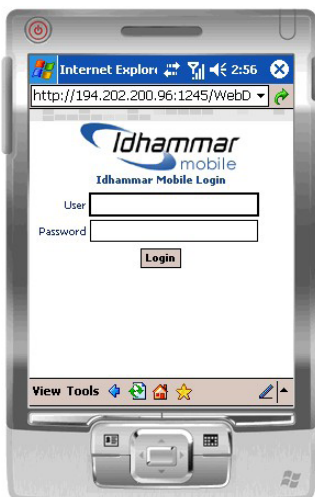 Internet Explor 2:56
http://194.202.200.96:1245/WebD
Idhammar
mobile
Idhammar Mobile Login
User
Password
Login
View Tools